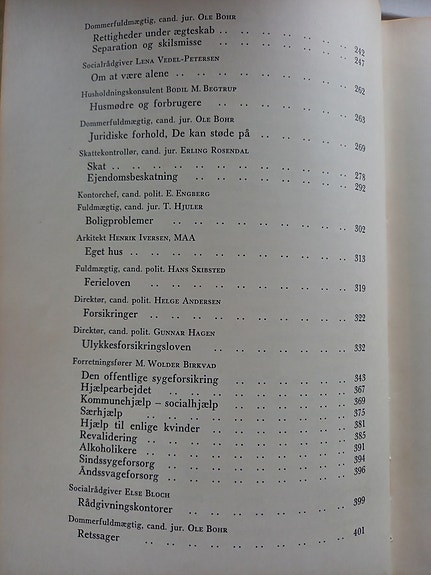 Dommerfuldmægtig, cand. jur. OLE BOHR
Rettigheder under ægteskab .. .. .. .. .. .. .. 242
Separation og skilsmisse .. .. .. .. .. .. .. 247
Socialrådgiver LENA VEDEL-PETERSEN
Om at være alene .. .. .. .. .. .. .. .. 262
Husholdningskonsulent BODIL M. BEGTRUP
Husmødre og forbrugere .. .. .. .. .. .. .. 263
Dommerfuldmægtig, cand. jur. OLE BOHR
Juridiske forhold, De kan støde på .. .. .. .. .. 269
Skattekontrollør, cand. jur. ERLING ROSENDAL
Skat .. .. .. .. .. .. .. .. .. .. 278
Ejendomsbeskatning .. .. .. .. .. .. .. .. 292
Kontorchef, cand. polit. E. ENGBERG
Fuldmægtig, cand. jur. T. HJULER
Boligproblemer .. .. .. .. .. .. .. .. 302
Arkitekt HENRIK IVERSEN, MAA
Eget hus .. .. .. .. .. .. .. .. .. 313
Fuldmægtig, cand. polit. HANS SKIBSTED
Ferieloven .. .. .. .. .. .. .. .. 319
Direktør, cand. polit. HELGE ANDERSEN
Forsikringer .. .. .. .. .. .. .. .. 322
Direktør, cand. polit. GUNNAR HAGEN
Ulykkesforsikringsloven .. .. .. .. .. .. .. 332
Forretningsfører M. WOLDER BIRKVAD
Den offentlige sygeforsikring .. .. .. .. .. .. 343
Hjælpearbejdet .. .. .. .. .. .. .. .. 367
Kommunehjælp – socialhjælp .. .. .. .. .. .. 369
Særhjælp .. .. .. .. .. .. .. .. .. 375
Hjælp til enlige kvinder .. .. .. .. .. .. .. 381
Revalidering .. .. .. .. .. .. .. .. .. 385
Alkoholikere .. .. .. .. .. .. .. .. .. 391
Sindssygeforsorg .. .. .. .. .. .. .. .. 394
Åndssvageforsorg .. .. .. .. .. .. .. .. 396
Socialrådgiver ELSE BLOCH
Rådgivningskontorer .. .. .. .. .. .. .. 399
Dommerfuldmægtig, cand. jur. OLE BOHR
Retssager .. .. .. .. .. .. .. .. 401